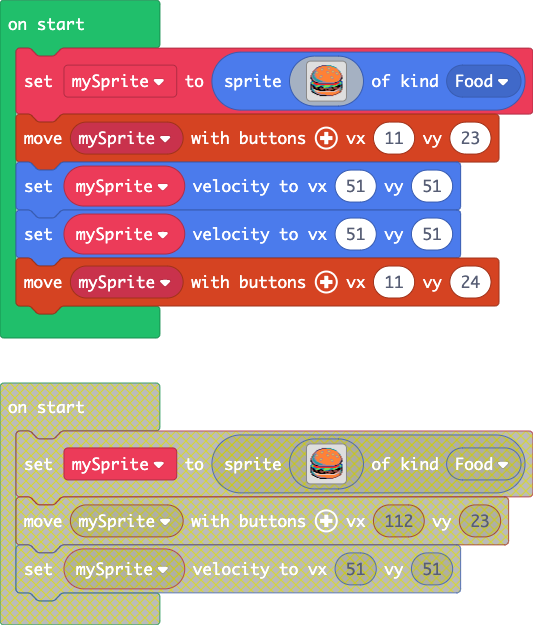 on start
set mySprite to sprite of kind Food
move mySprite with buttons vx 11 vy 23
set mySprite velocity to vx 51 vy 51
set mySprite velocity to vx 51 vy 51
move mySprite with buttons vx 11 vy 24
on start
set mySprite to sprite of kind Food
move mySprite with buttons vx 112 vy 23
set mySprite velocity to vx 51 vy 51